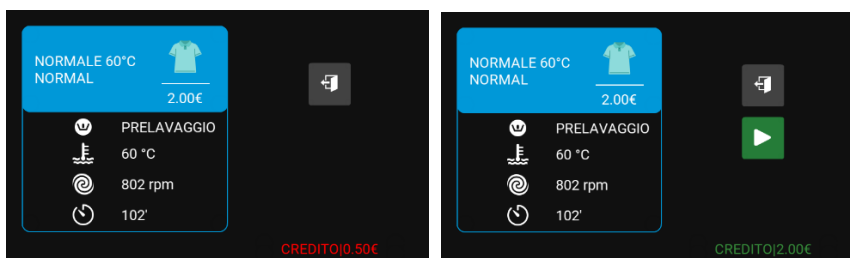 NORMALE 60°C
NORMAL
2.00€
PRELAVAGGIO
60 °C
802 rpm
102'
CREDITO|0.50€
NORMALE 60°C
NORMAL
2.00€
PRELAVAGGIO
60 °C
802 rpm
102'
CREDITO|2.00€